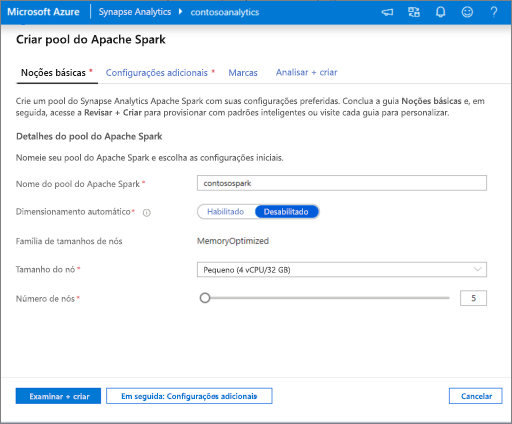 Microsoft Azure Synapse Analytics contosoanalytics ?
Criar pool do Apache Spark
Noções básicas * Configurações adicionais * Marcas Analisar + criar
Crie um pool do Synapse Analytics Apache Spark com suas configurações preferidas. Conclua a guia Noções básicas e, em
seguida, acesse a Revisar + Criar para provisionar com padrões inteligentes ou visite cada guia para personalizar.
Detalhes do pool do Apache Spark
Nomeie seu pool do Apache Spark e escolha as configurações iniciais.
Nome do pool do Apache Spark * contosospark
Dimensionamento automático* Habilitado Desabilitado
Família de tamanhos de nós MemoryOptimized
Tamanho do nó * Pequeno (4 vCPU/32 GB)
Número de nós * 5
Examinar + criar Em seguida: Configurações adicionais Cancelar